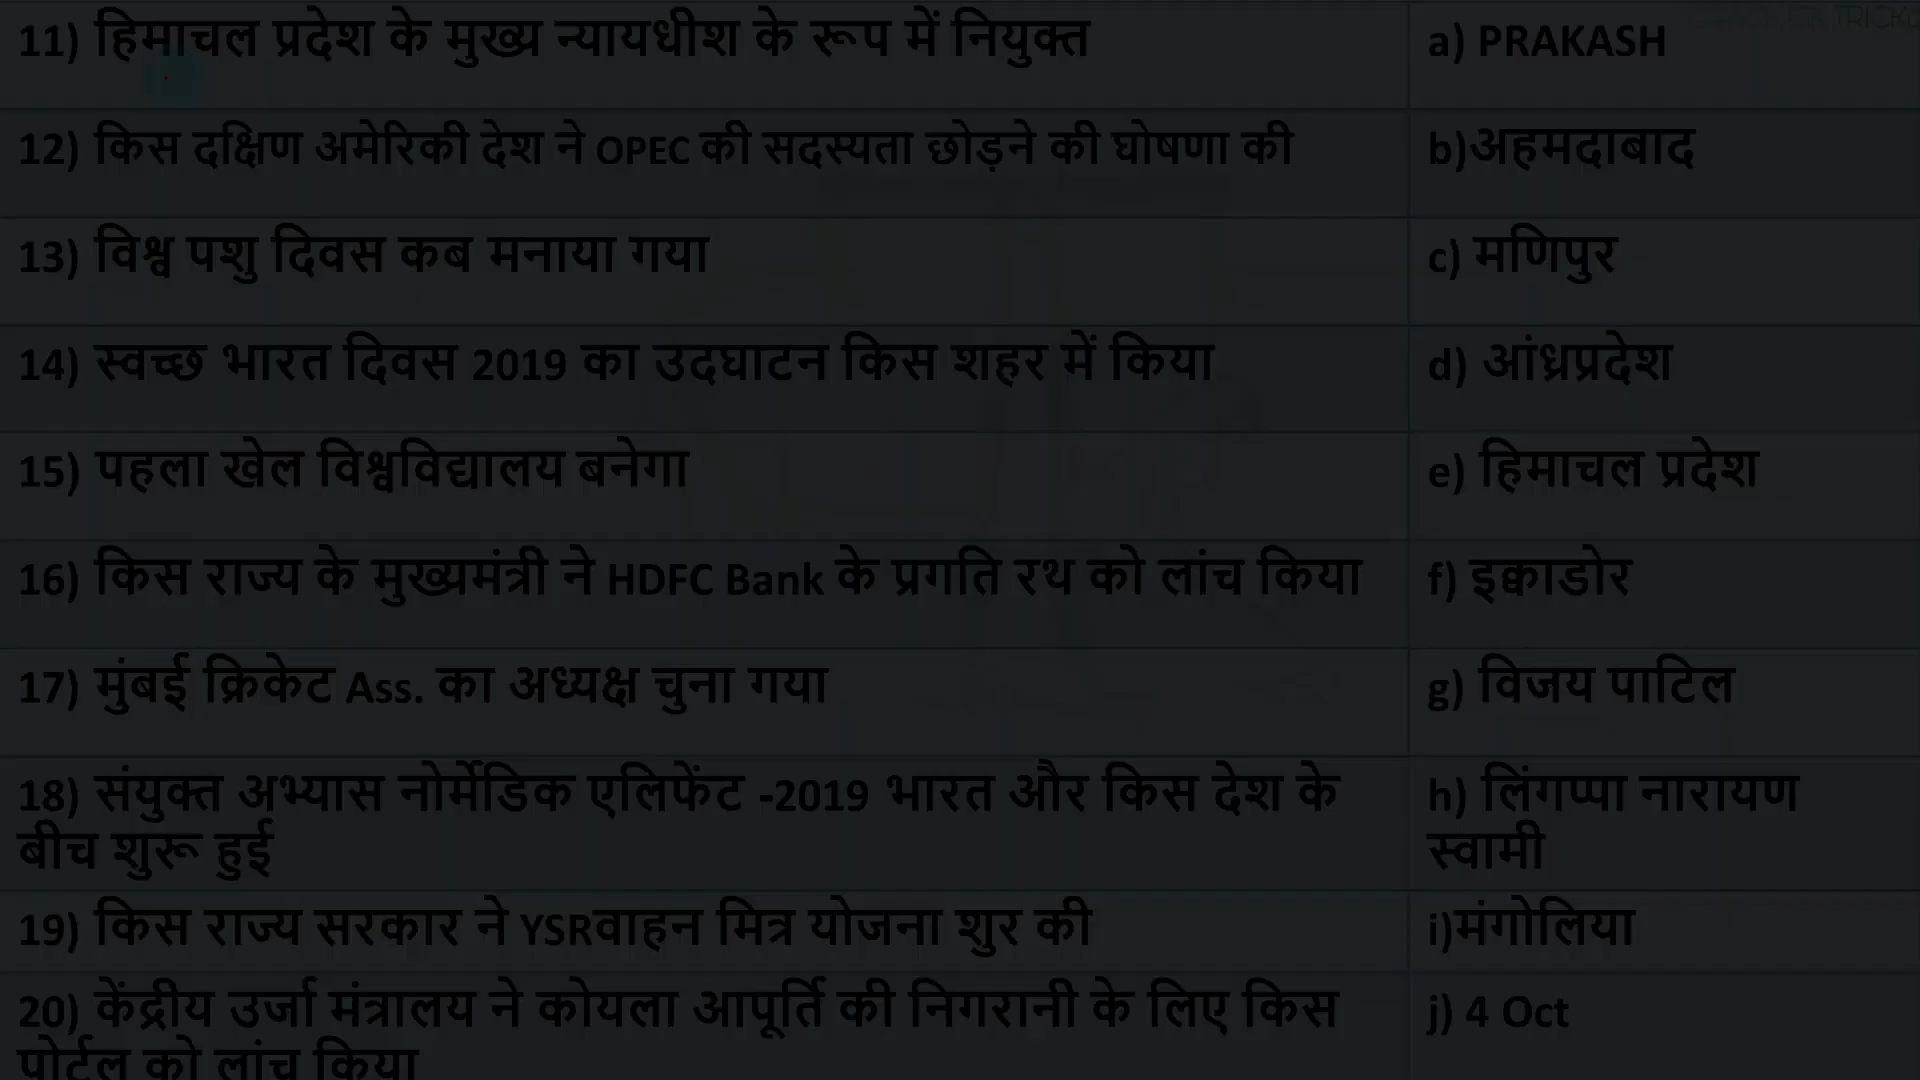 11) हिमाचल प्रदेश के मुख्य न्यायधीश के रूप में नियुक्त
a) PRAKASH
12) किस दक्षिण अमेरिकी देश ने OPEC की सदस्यता छोड़ने की घोषणा की
b)अहमदाबाद
13) विश्व पशु दिवस कब मनाया गया
c) मणिपुर
14) स्वच्छ भारत दिवस 2019 का उदघाटन किस शहर में किया
d) आंध्रप्रदेश
15) पहला खेल विश्वविद्यालय बनेगा
e) हिमाचल प्रदेश
16) किस राज्य के मुख्यमंत्री ने HDFC Bank के प्रगति रथ को लांच किया
f) इक्वाडोर
17) मुंबई क्रिकेट Ass. का अध्यक्ष चुना गया
g) विजय पाटिल
18) संयुक्त अभ्यास नोर्मेडिक एलिफेंट -2019 भारत और किस देश के
बीच शुरू हुई
h) लिंगप्पा नारायण
स्वामी
19) किस राज्य सरकार ने YSRवाहन मित्र योजना शुर की
i)मंगोलिया
20) केंद्रीय उर्जा मंत्रालय ने कोयला आपूर्ति की निगरानी के लिए किस
पोर्टल को लांच किया
j) 4 Oct